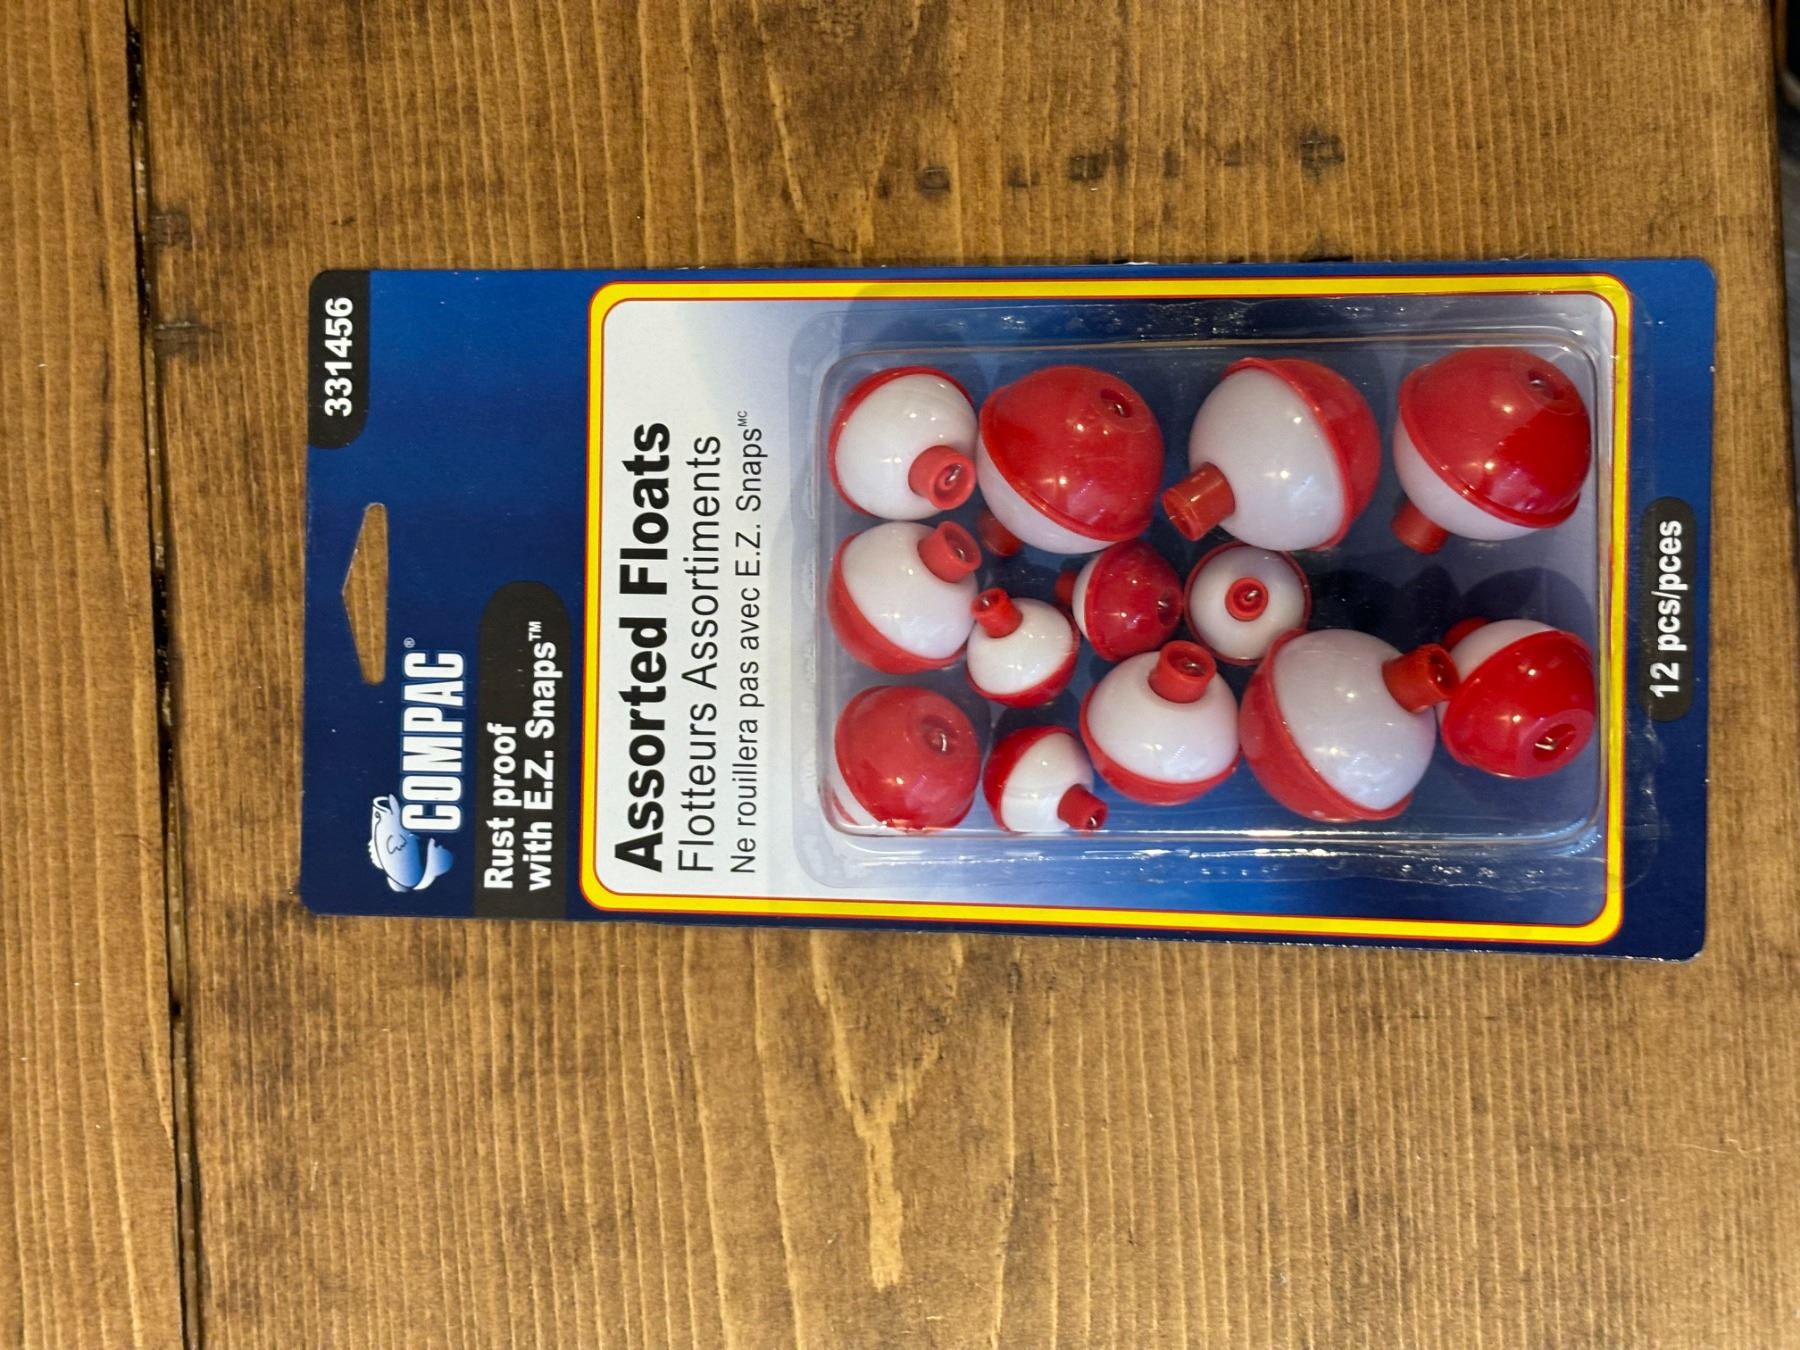 331456
COMPAC®
Rust proof
with E.Z. Snaps™
Assorted Floats
Flotteurs Assortiments
Ne rouillera pas avec E.Z. Snaps MC
12 pcs/pces